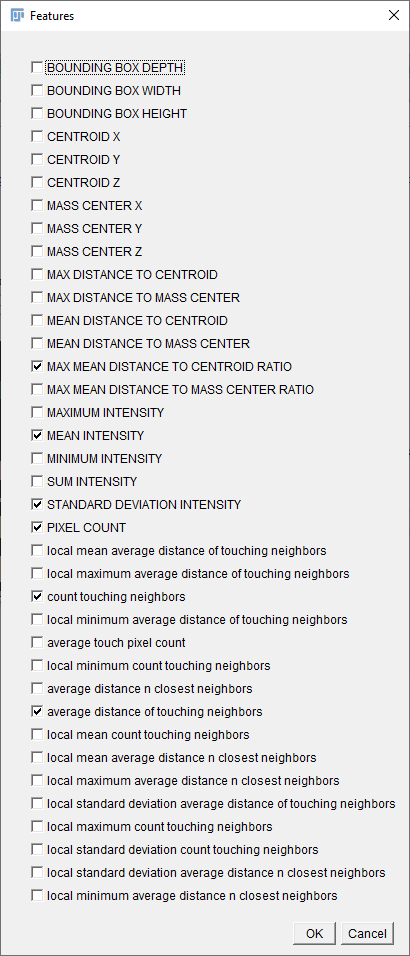 Features
BOUNDING BOX DEPTH
BOUNDING BOX WIDTH
BOUNDING BOX HEIGHT
CENTROID X
CENTROID Y
CENTROID Z
MASS CENTER X
MASS CENTER Y
MASS CENTER Z
MAX DISTANCE TO CENTROID
MAX DISTANCE TO MASS CENTER
MEAN DISTANCE TO CENTROID
MEAN DISTANCE TO MASS CENTER
MAX MEAN DISTANCE TO CENTROID RATIO
MAX MEAN DISTANCE TO MASS CENTER RATIO
MAXIMUM INTENSITY
MEAN INTENSITY
MINIMUM INTENSITY
SUM INTENSITY
STANDARD DEVIATION INTENSITY
PIXEL COUNT
local mean average distance of touching neighbors
local maximum average distance of touching neighbors
count touching neighbors
local minimum average distance of touching neighbors
average touch pixel count
local minimum count touching neighbors
average distance n closest neighbors
average distance of touching neighbors
local mean count touching neighbors
local mean average distance n closest neighbors
local maximum average distance n closest neighbors
local standard deviation average distance of touching neighbors
local maximum count touching neighbors
local standard deviation count touching neighbors
local standard deviation average distance n closest neighbors
local minimum average distance n closest neighbors
OK Cancel